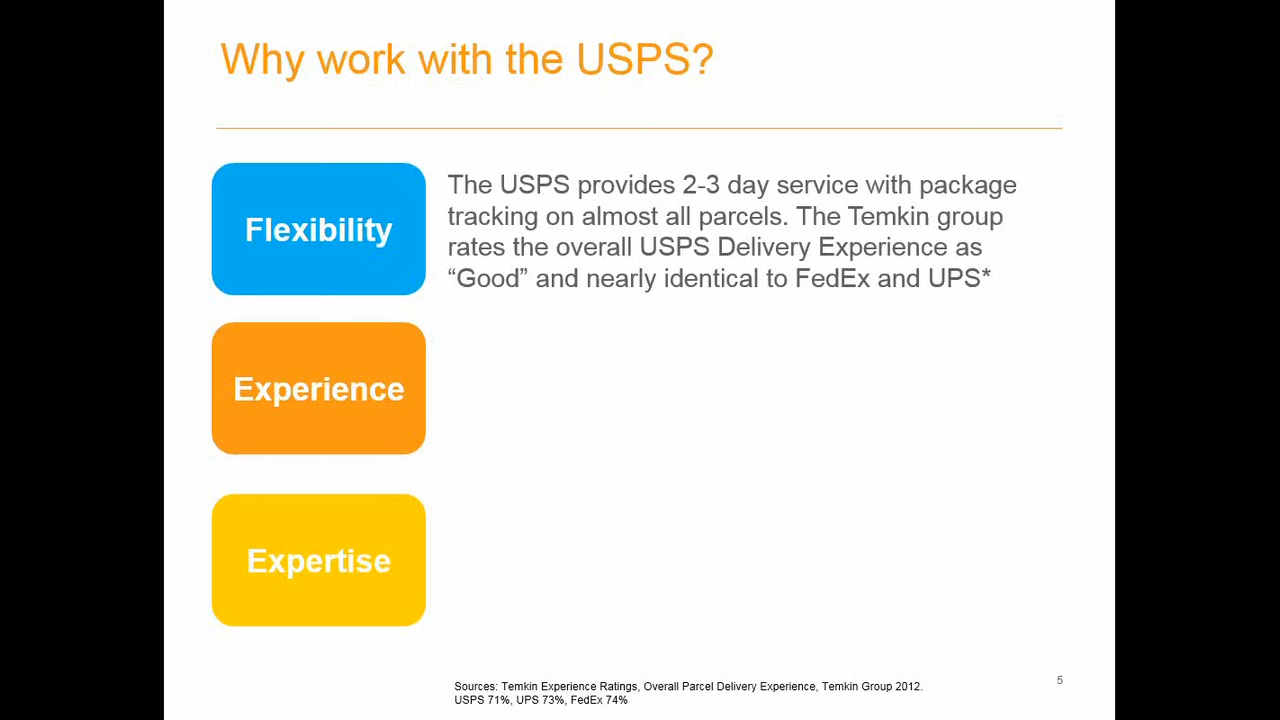 Why work with the USPS?
Flexibility
The USPS provides 2-3 day service with package
tracking on almost all parcels. The Temkin group
rates the overall USPS Delivery Experience as
“Good” and nearly identical to FedEx and UPS*
Experience
Expertise
Sources: Temkin Experience Ratings, Overall Parcel Delivery Experience, Temkin Group 2012.
USPS 71%, UPS 73%, FedEx 74%
5